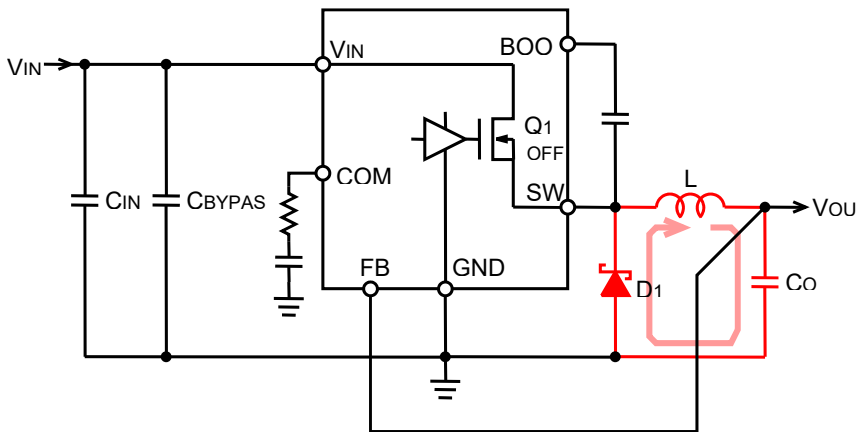 VIN
VIN
BOO
Q1
OFF
COM
CIN
CBYPAS
SW
L
VOU
FB
GND
D1
CO